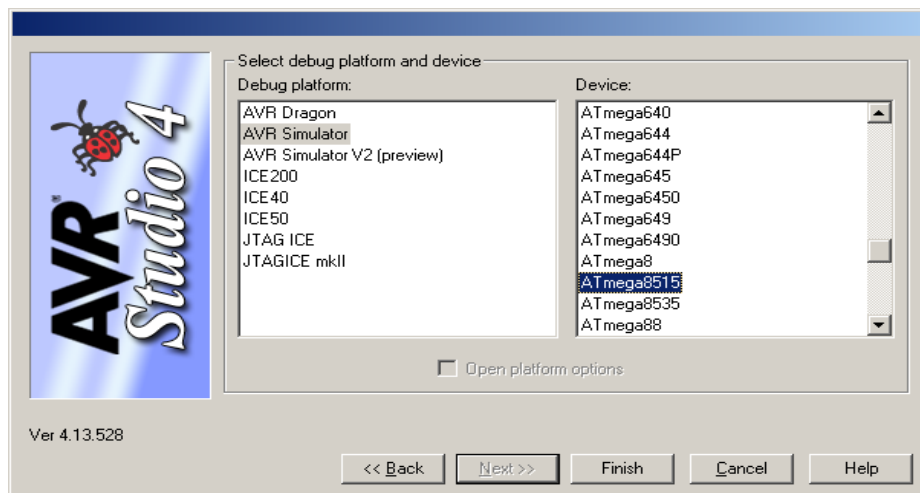 Select debug platform and device
Debug platform:
AVR Dragon
AVR Simulator
AVR Simulator V2 (preview)
ICE200
ICE40
ICE50
JTAG ICE
JTAGICE mkII
Device:
ATmega640
ATmega644
ATmega644P
ATmega645
ATmega6450
ATmega649
ATmega6490
ATmega8
ATmega8515
ATmega8535
ATmega88
Open platform options
AVR®
Studio 4
Ver 4.13.528
<< Back
Next >>
Finish
Cancel
Help